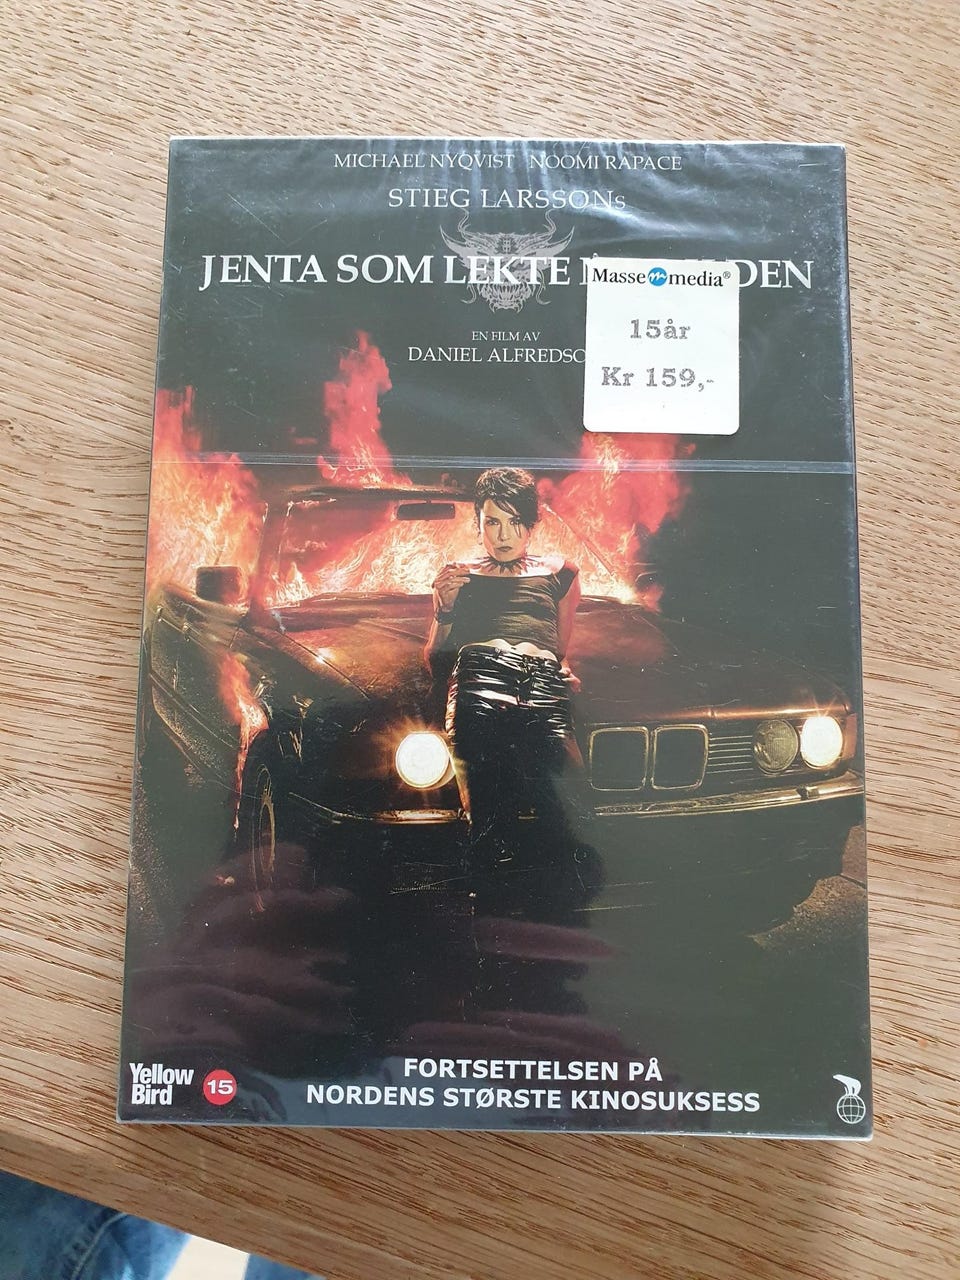 MICHAEL NYQVIST NOOMI RAPACE
STIEG LARSSONs
JENTA SOM LEKTE DEN
Masse m media®
EN FILM AV
DANIEL
15år
Kr 159,-
FORTSETTELSEN PÅ
NORDENS STØRSTE KINOSUKSESS
Yellow
Bird
15